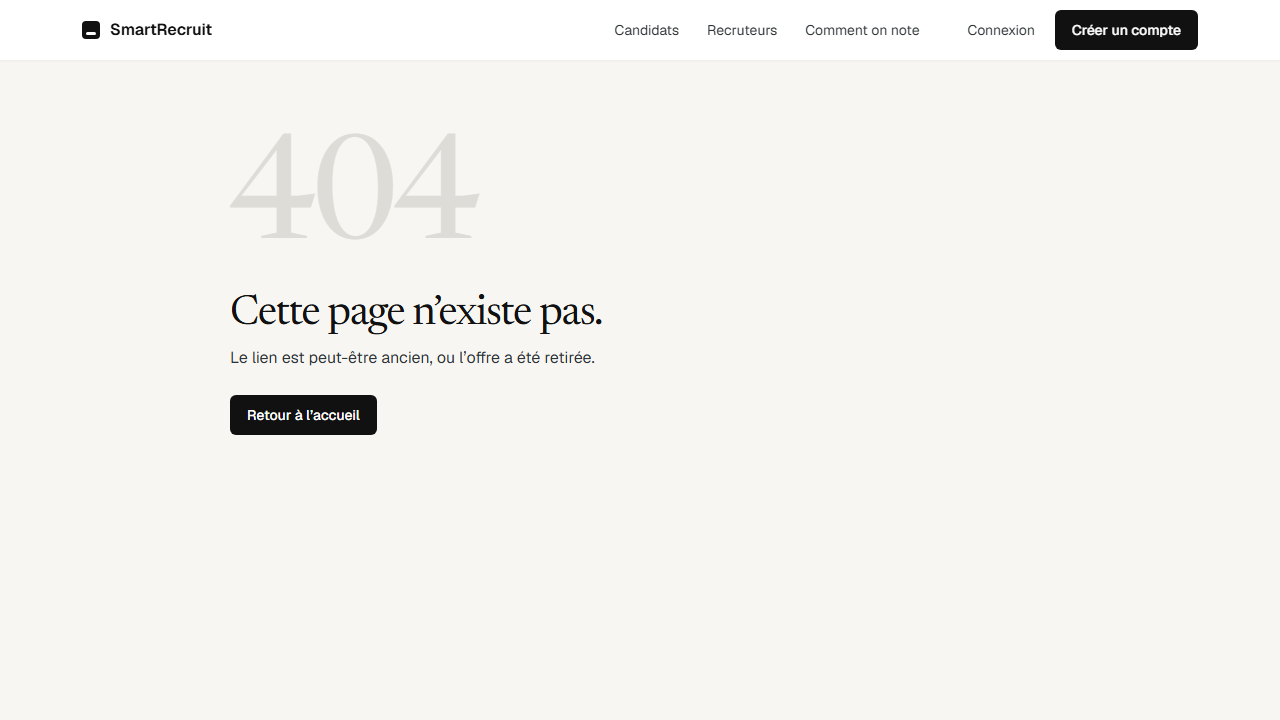 SmartRecruit
Candidats
Recruteurs
Comment on note
Connexion
Créer un compte
404
Cette page n’existe pas.
Le lien est peut-être ancien, ou l’offre a été retirée.
Retour à l’accueil